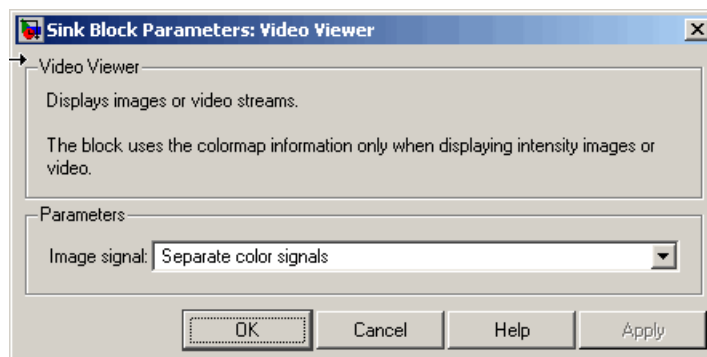 Sink Block Parameters: Video Viewer
Video Viewer
Displays images or video streams.
The block uses the colormap information only when displaying intensity images or
video.
Parameters
Image signal: Separate color signals
OK Cancel Help Apply